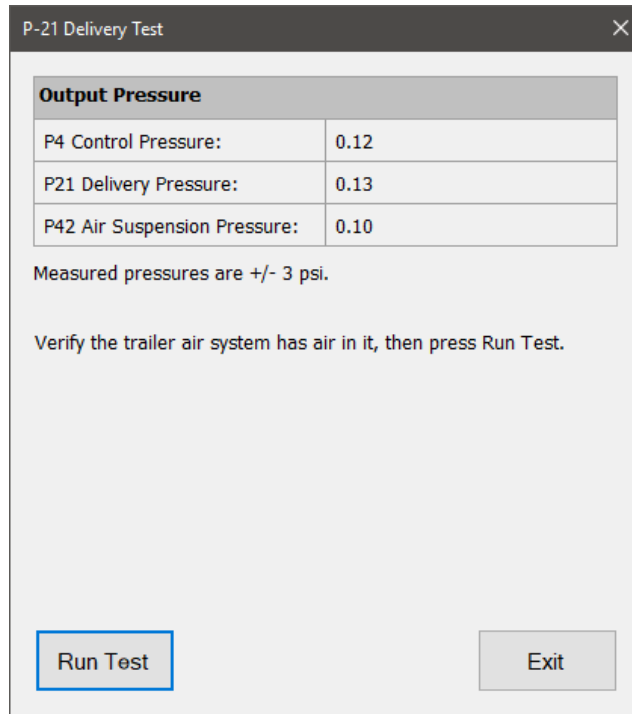 P-21 Delivery Test
Output Pressure
P4 Control Pressure: 0.12
P21 Delivery Pressure: 0.13
P42 Air Suspension Pressure: 0.10
Measured pressures are +/- 3 psi.
Verify the trailer air system has air in it, then press Run Test.
Run Test Exit